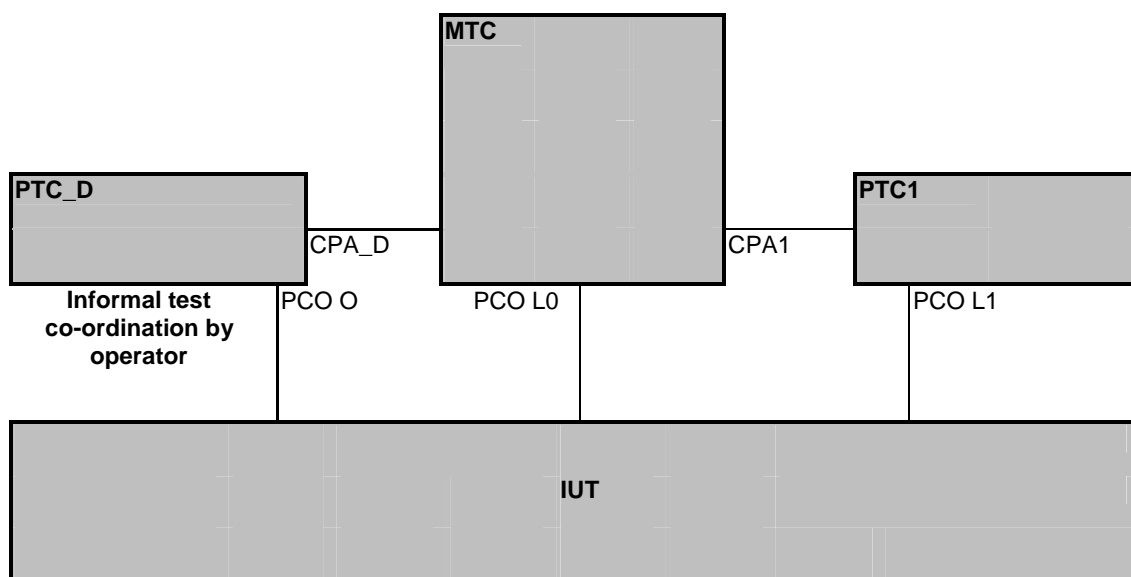 MTC
PTC_D
PTC1
CPA_D
CPA1
Informal test
co-ordination by
operator
PCO O
PCO L0
PCO L1
IUT